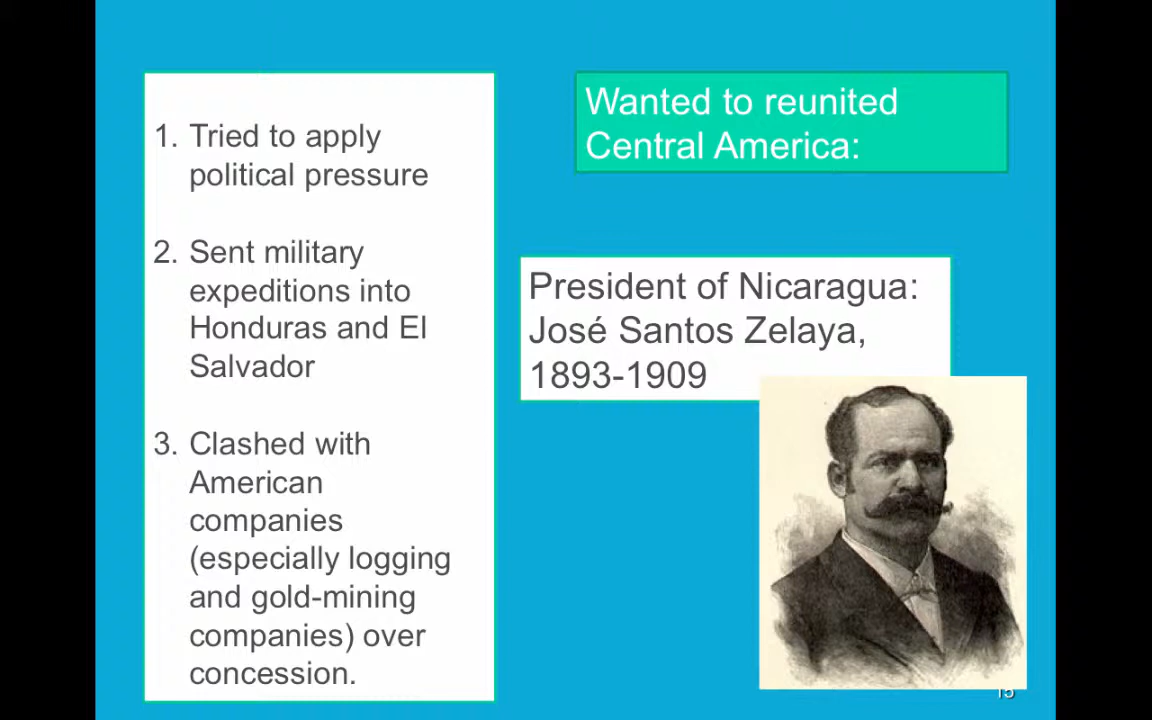 1. Tried to apply
political pressure
2. Sent military
expeditions into
Honduras and El
Salvador
3. Clashed with
American
companies
(especially logging
and gold-mining
companies) over
concession.
Wanted to reunited
Central America:
President of Nicaragua:
José Santos Zelaya,
1893-1909
15